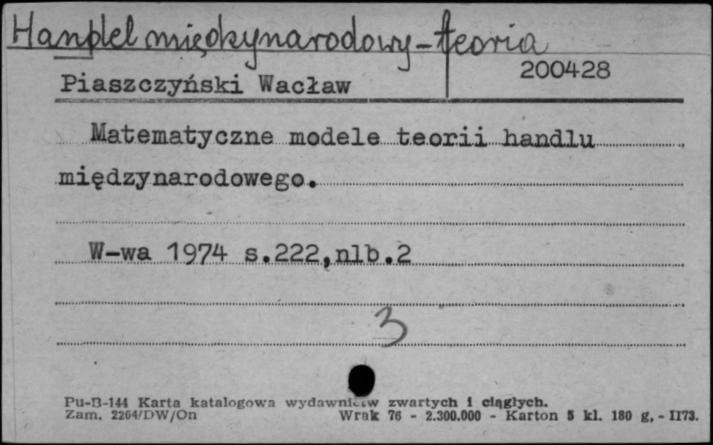 Handel międzynarodowy - teoria
200428
Piaszczyński Wacław
Matematyczne modele teorii handlu
międzynarodowego.
W-wa 1974 s.222,nlb.2
3
Pu-B-144 Karta katalogowa wydawnictw zwartych i ciągłych.
Zam. 2264/DW/On Wrak 76 - 2.300.000 - Karton 5 kl. 180 g. - II73.